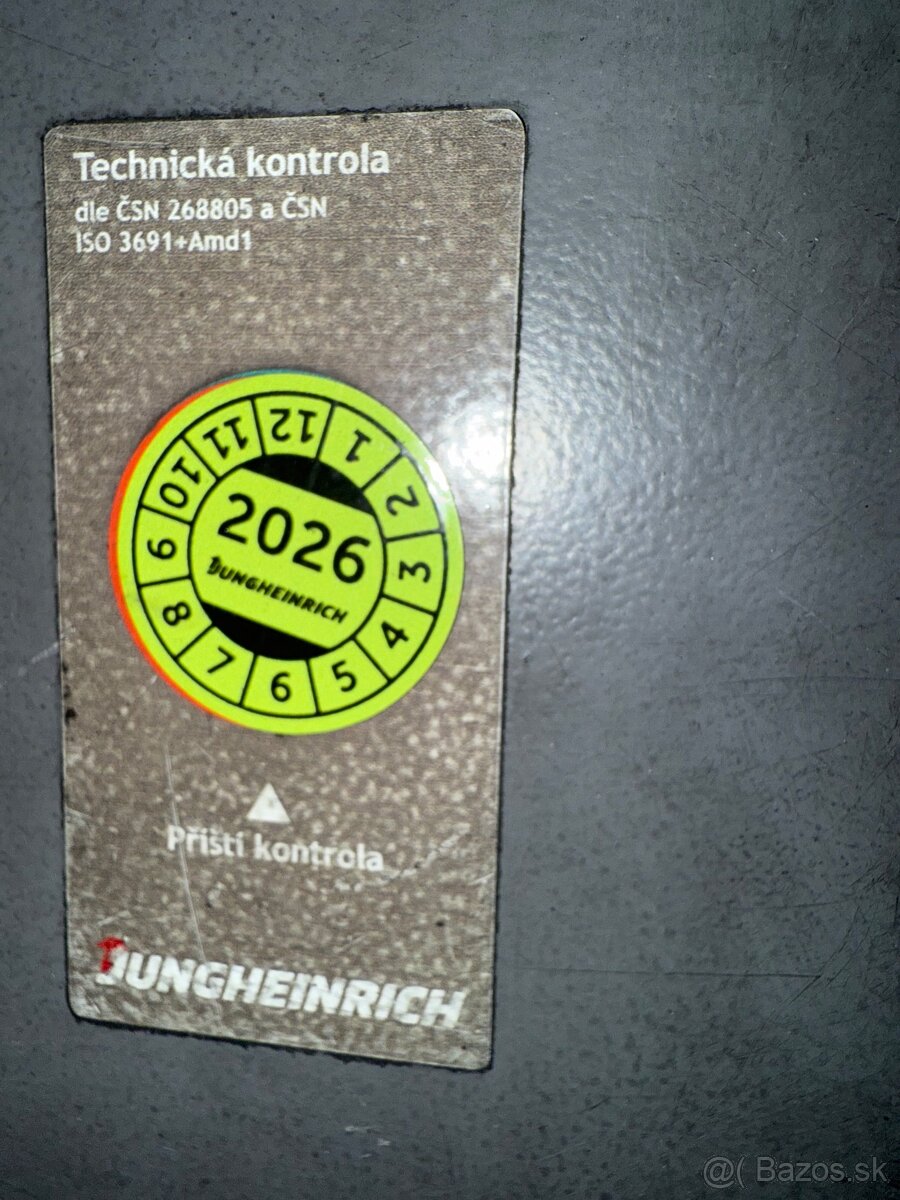 Technická kontrola
dle ČSN 268805 a ČSN
ISO 3691+Amd1
12
1
2
3
4
5
6
7
8
9
10
11
2026
JUNGHEINRICH
Příští kontrola
JUNGHEINRICH
@( Bazos.sk